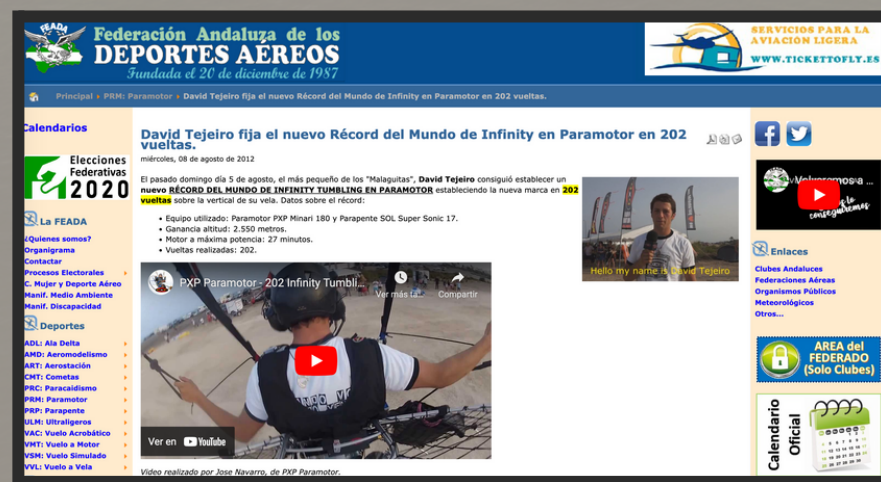 FEADA
Federación Andaluza de los
DEPORTES AÉREOS
Fundada el 20 de diciembre de 1987
SERVICIOS PARA LA
AVIACIÓN LIGERA
WWW.TICKETTOFLY.ES
Principal › PRM: Paramotor › David Tejeiro fija el nuevo Récord del Mundo de Infinity en Paramotor en 202 vueltas.
Calendarios
Elecciones
Federativas
2020
La FEADA
¿Quienes somos?
Organigrama
Contactar
Procesos Electorales
C. Mujer y Deporte Aéreo
Manif. Medio Ambiente
Manif. Discapacidad
Deportes
ADL: Ala Delta
AMD: Aeromodelismo
ART: Aerostación
CMT: Cometas
PRC: Paracaidismo
PRM: Paramotor
PRP: Parapente
ULM: Ultraligeros
VAC: Vuelo Acrobático
VMT: Vuelo a Motor
VSM: Vuelo Simulado
VVL: Vuelo a Vela
David Tejeiro fija el nuevo Récord del Mundo de Infinity en Paramotor en 202
vueltas.
miércoles, 08 de agosto de 2012
El pasado domingo día 5 de agosto, el más pequeño de los "Malaguitas", David Tejeiro consiguió establecer un
nuevo RÉCORD DEL MUNDO DE INFINITY TUMBLING EN PARAMOTOR estableciendo la nueva marca en 202
vueltas sobre la vertical de su vela. Datos sobre el récord:
• Equipo utilizado: Paramotor PXP Minari 180 y Parapente SOL Super Sonic 17.
• Ganancia altitud: 2.550 metros.
• Motor a máxima potencia: 27 minutos.
• Vueltas realizadas: 202.
Hello my name is David Tejeiro
PXP Paramotor - 202 Infinity Tumbli...
Ver más ta...
Compartir
Ver en YouTube
Video realizado por Jose Navarro, de PXP Paramotor.
Volveremos a ...
conseguiremos
Enlaces
Clubes Andaluces
Federaciones Aéreas
Organismos Públicos
Meteorológicos
Otros...
AREA del
FEDERADO
(Solo Clubes)
Calendario
Oficial